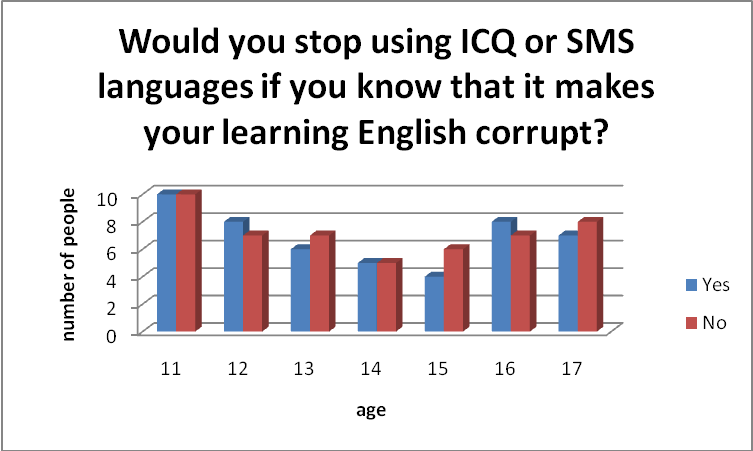 Would you stop using ICQ or SMS
languages if you know that it makes
your learning English corrupt?
number of people
10
8
6
4
2
0
11 12 13 14 15 16 17
age
Yes
No